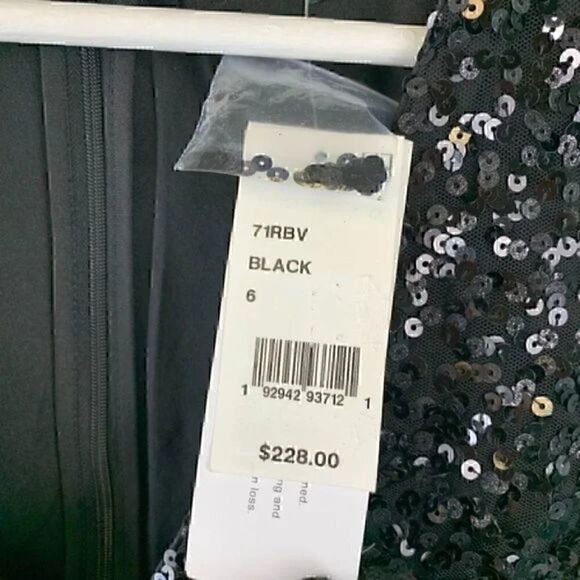 71RBV
BLACK
6
1 92942 93712 1
$228.00
ned.
ng and
n loss.